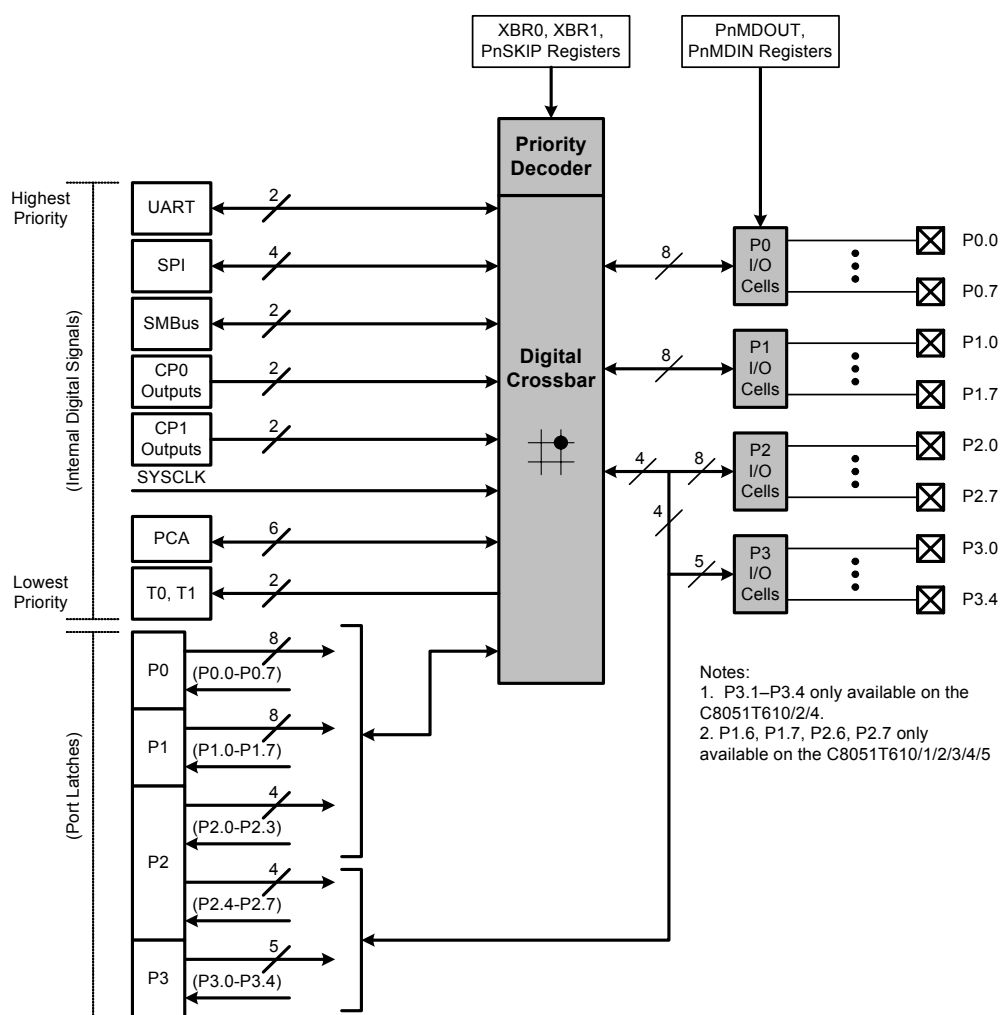 XBR0, XBR1,
PnSKIP Registers
PnMDOUT,
PnMDIN Registers
Priority
Decoder
Highest
Priority
(Internal Digital Signals)
Lowest
Priority
UART
2
SPI
4
SMBus
2
CP0
Outputs
2
CP1
Outputs
2
SYSCLK
PCA
6
T0, T1
2
Digital
Crossbar
8
P0
I/O
Cells
P0.0
P0.7
8
P1
I/O
Cells
P1.0
P1.7
4
8
P2
I/O
Cells
P2.0
P2.7
4
5
P3
I/O
Cells
P3.0
P3.4
(Port Latches)
P0
8
(P0.0-P0.7)
P1
8
(P1.0-P1.7)
P2
4
(P2.0-P2.3)
4
(P2.4-P2.7)
P3
5
(P3.0-P3.4)
Notes:
1. P3.1–P3.4 only available on the
C8051T610/2/4.
2. P1.6, P1.7, P2.6, P2.7 only
available on the C8051T610/1/2/3/4/5